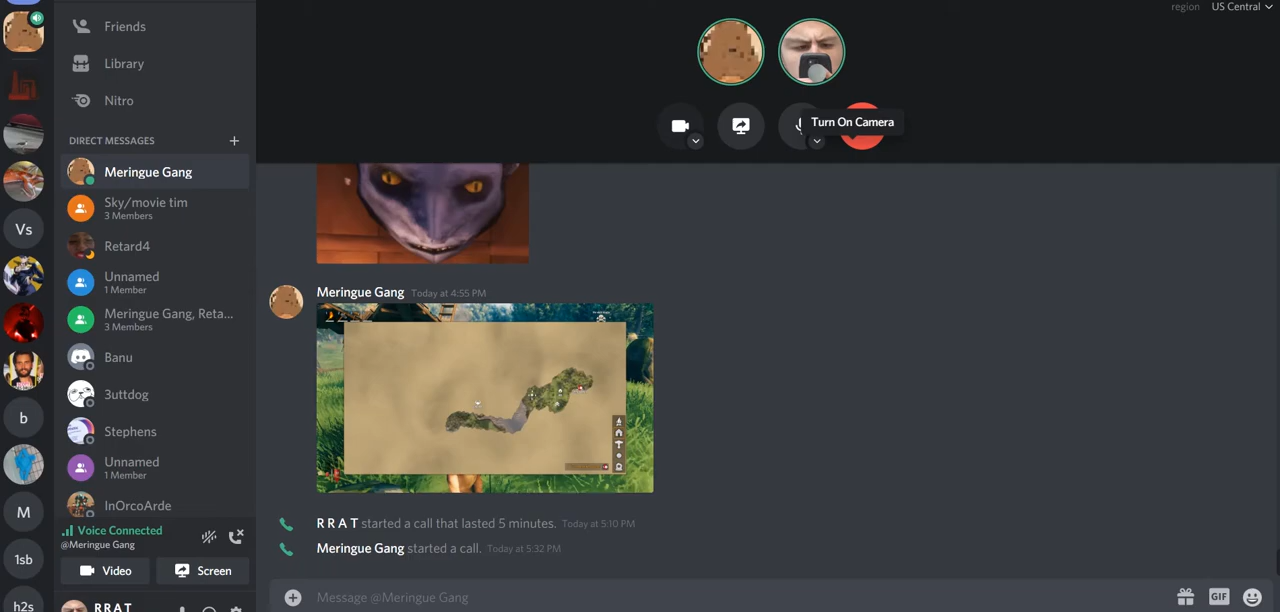 region US Central
Friends
Library
Nitro
DIRECT MESSAGES
Meringue Gang
Sky/movie tim
3 Members
Retard4
Unnamed
1 Member
Meringue Gang, Reta...
3 Members
Banu
3uttdog
Stephens
Unnamed
1 Member
InOrcoArde
Voice Connected
@Meringue Gang
Video
Screen
R R A T
Vs
b
M
1sb
h2s
Turn On Camera
Meringue Gang Today at 4:55 PM
R R A T started a call that lasted 5 minutes. Today at 5:10 PM
Meringue Gang started a call. Today at 5:32 PM
Message @Meringue Gang
GIF